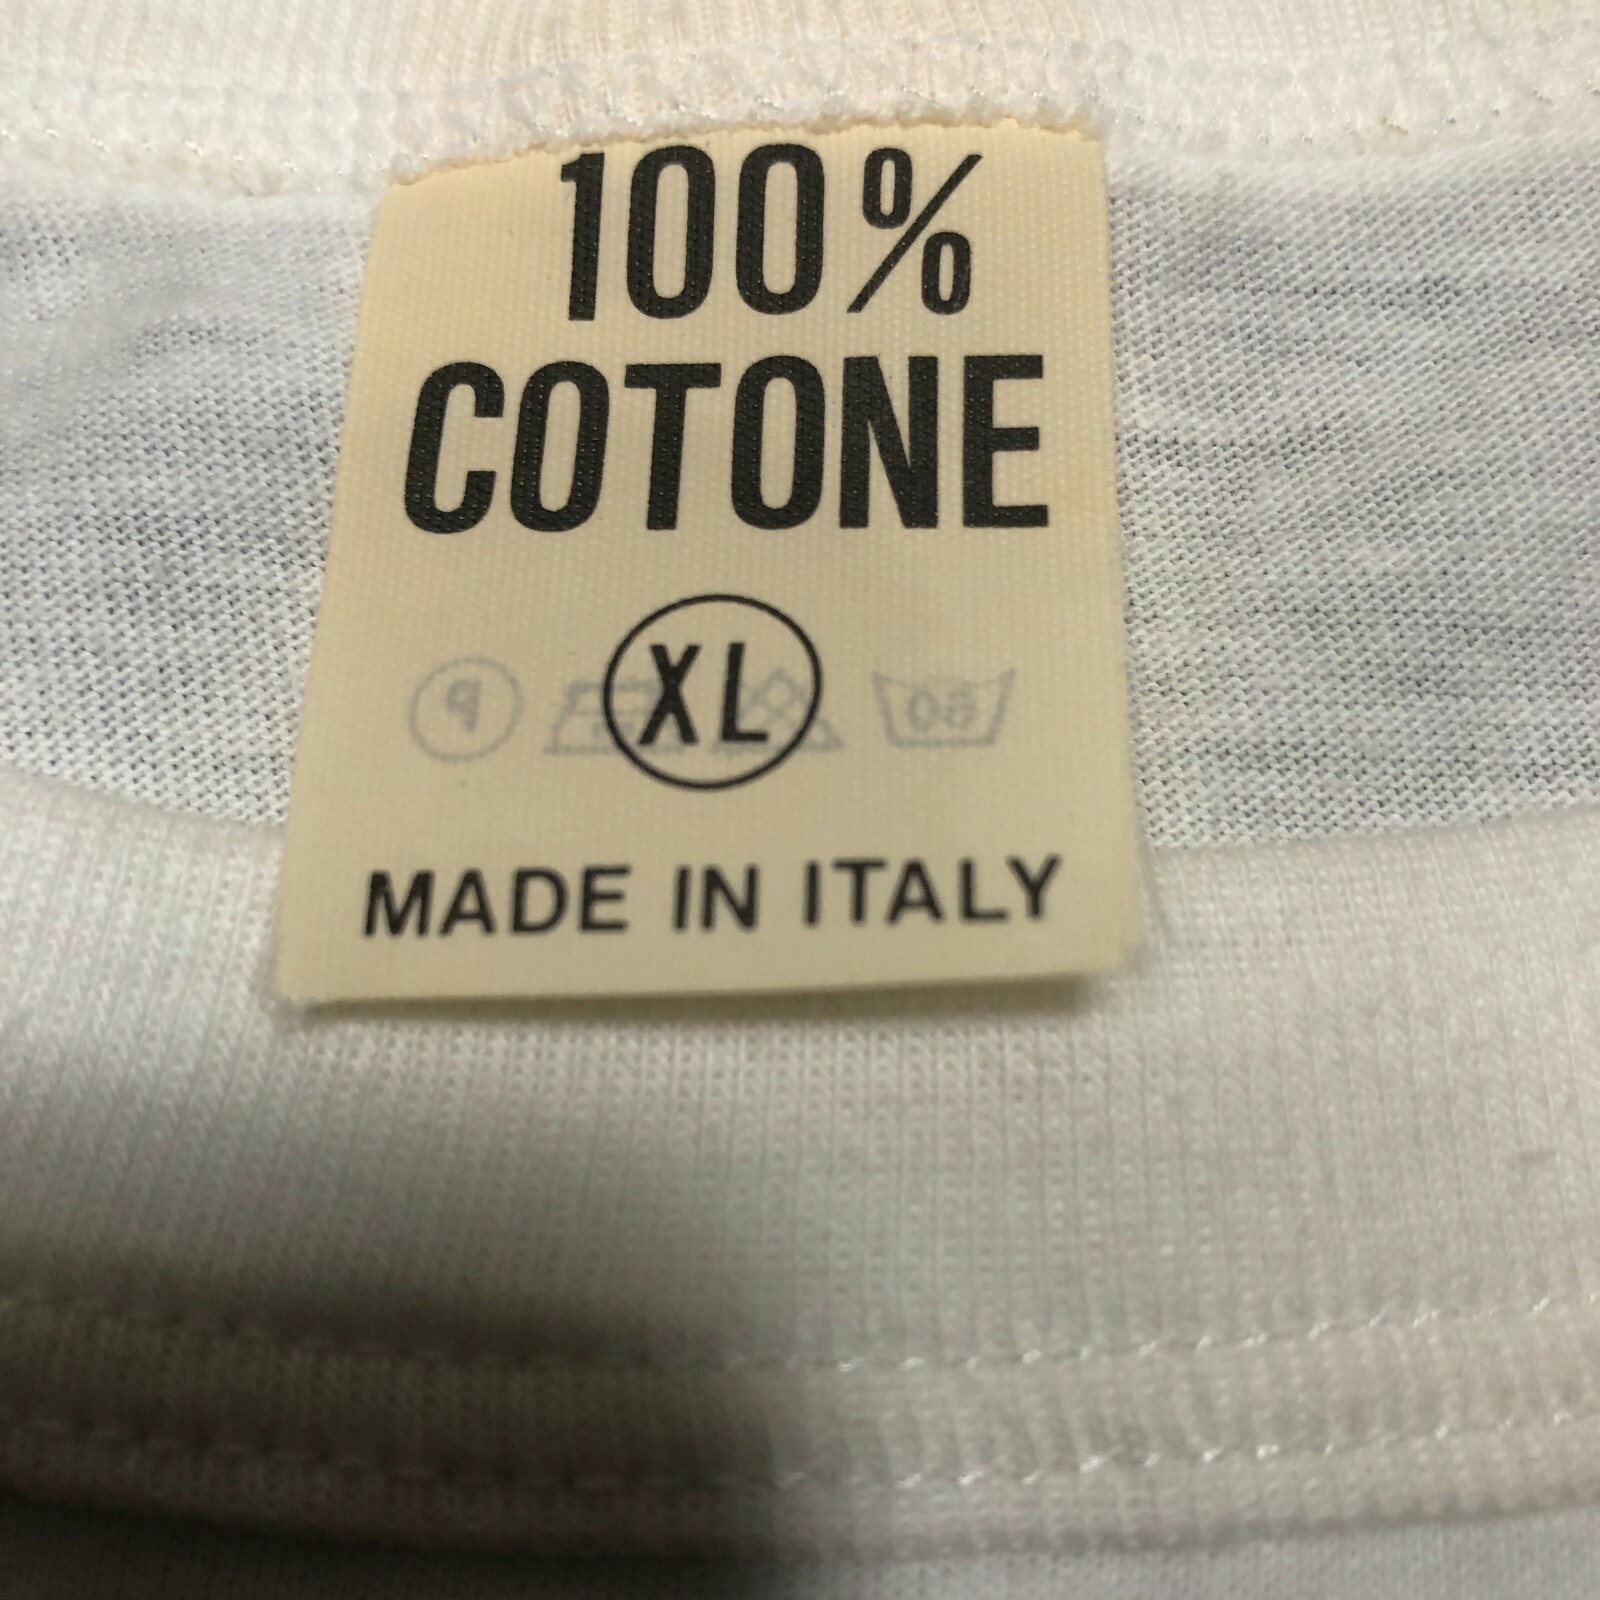 100%
COTONE
XL
MADE IN ITALY